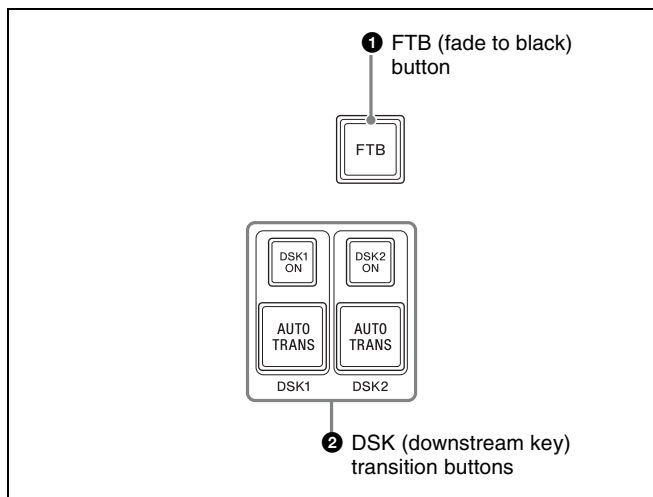 ❶ FTB (fade to black)
button
FTB
DSK1
ON
DSK2
ON
AUTO
TRANS
AUTO
TRANS
DSK1
DSK2
❷ DSK (downstream key)
transition buttons